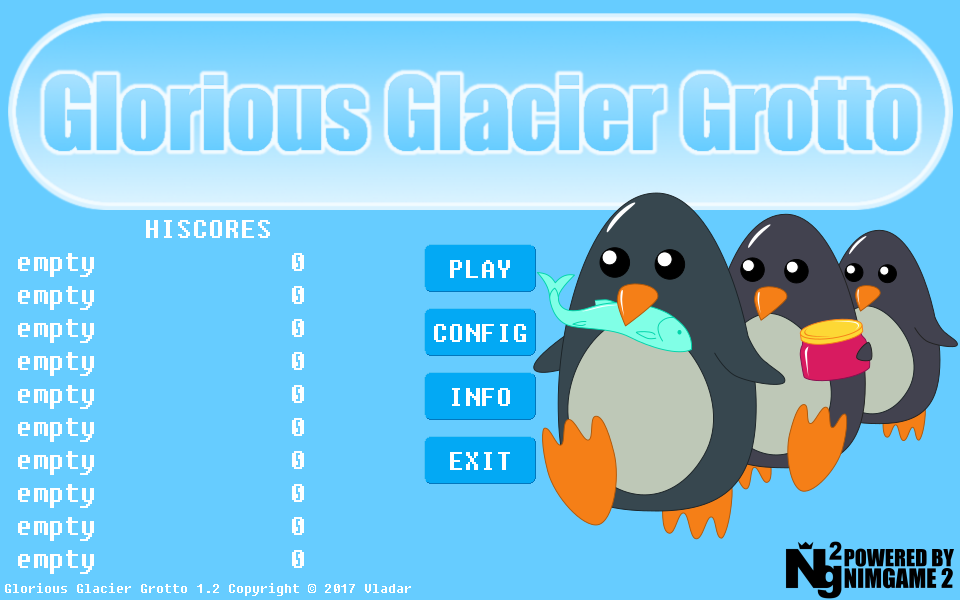 Glorious Glacier Grotto
HISCORES
empty 0
empty 0
empty 0
empty 0
empty 0
empty 0
empty 0
empty 0
empty 0
empty 0
PLAY
CONFIG
INFO
EXIT
Glorious Glacier Grotto 1.2 Copyright © 2017 Vladar
Ng2 POWERED BY
NIMGAME 2